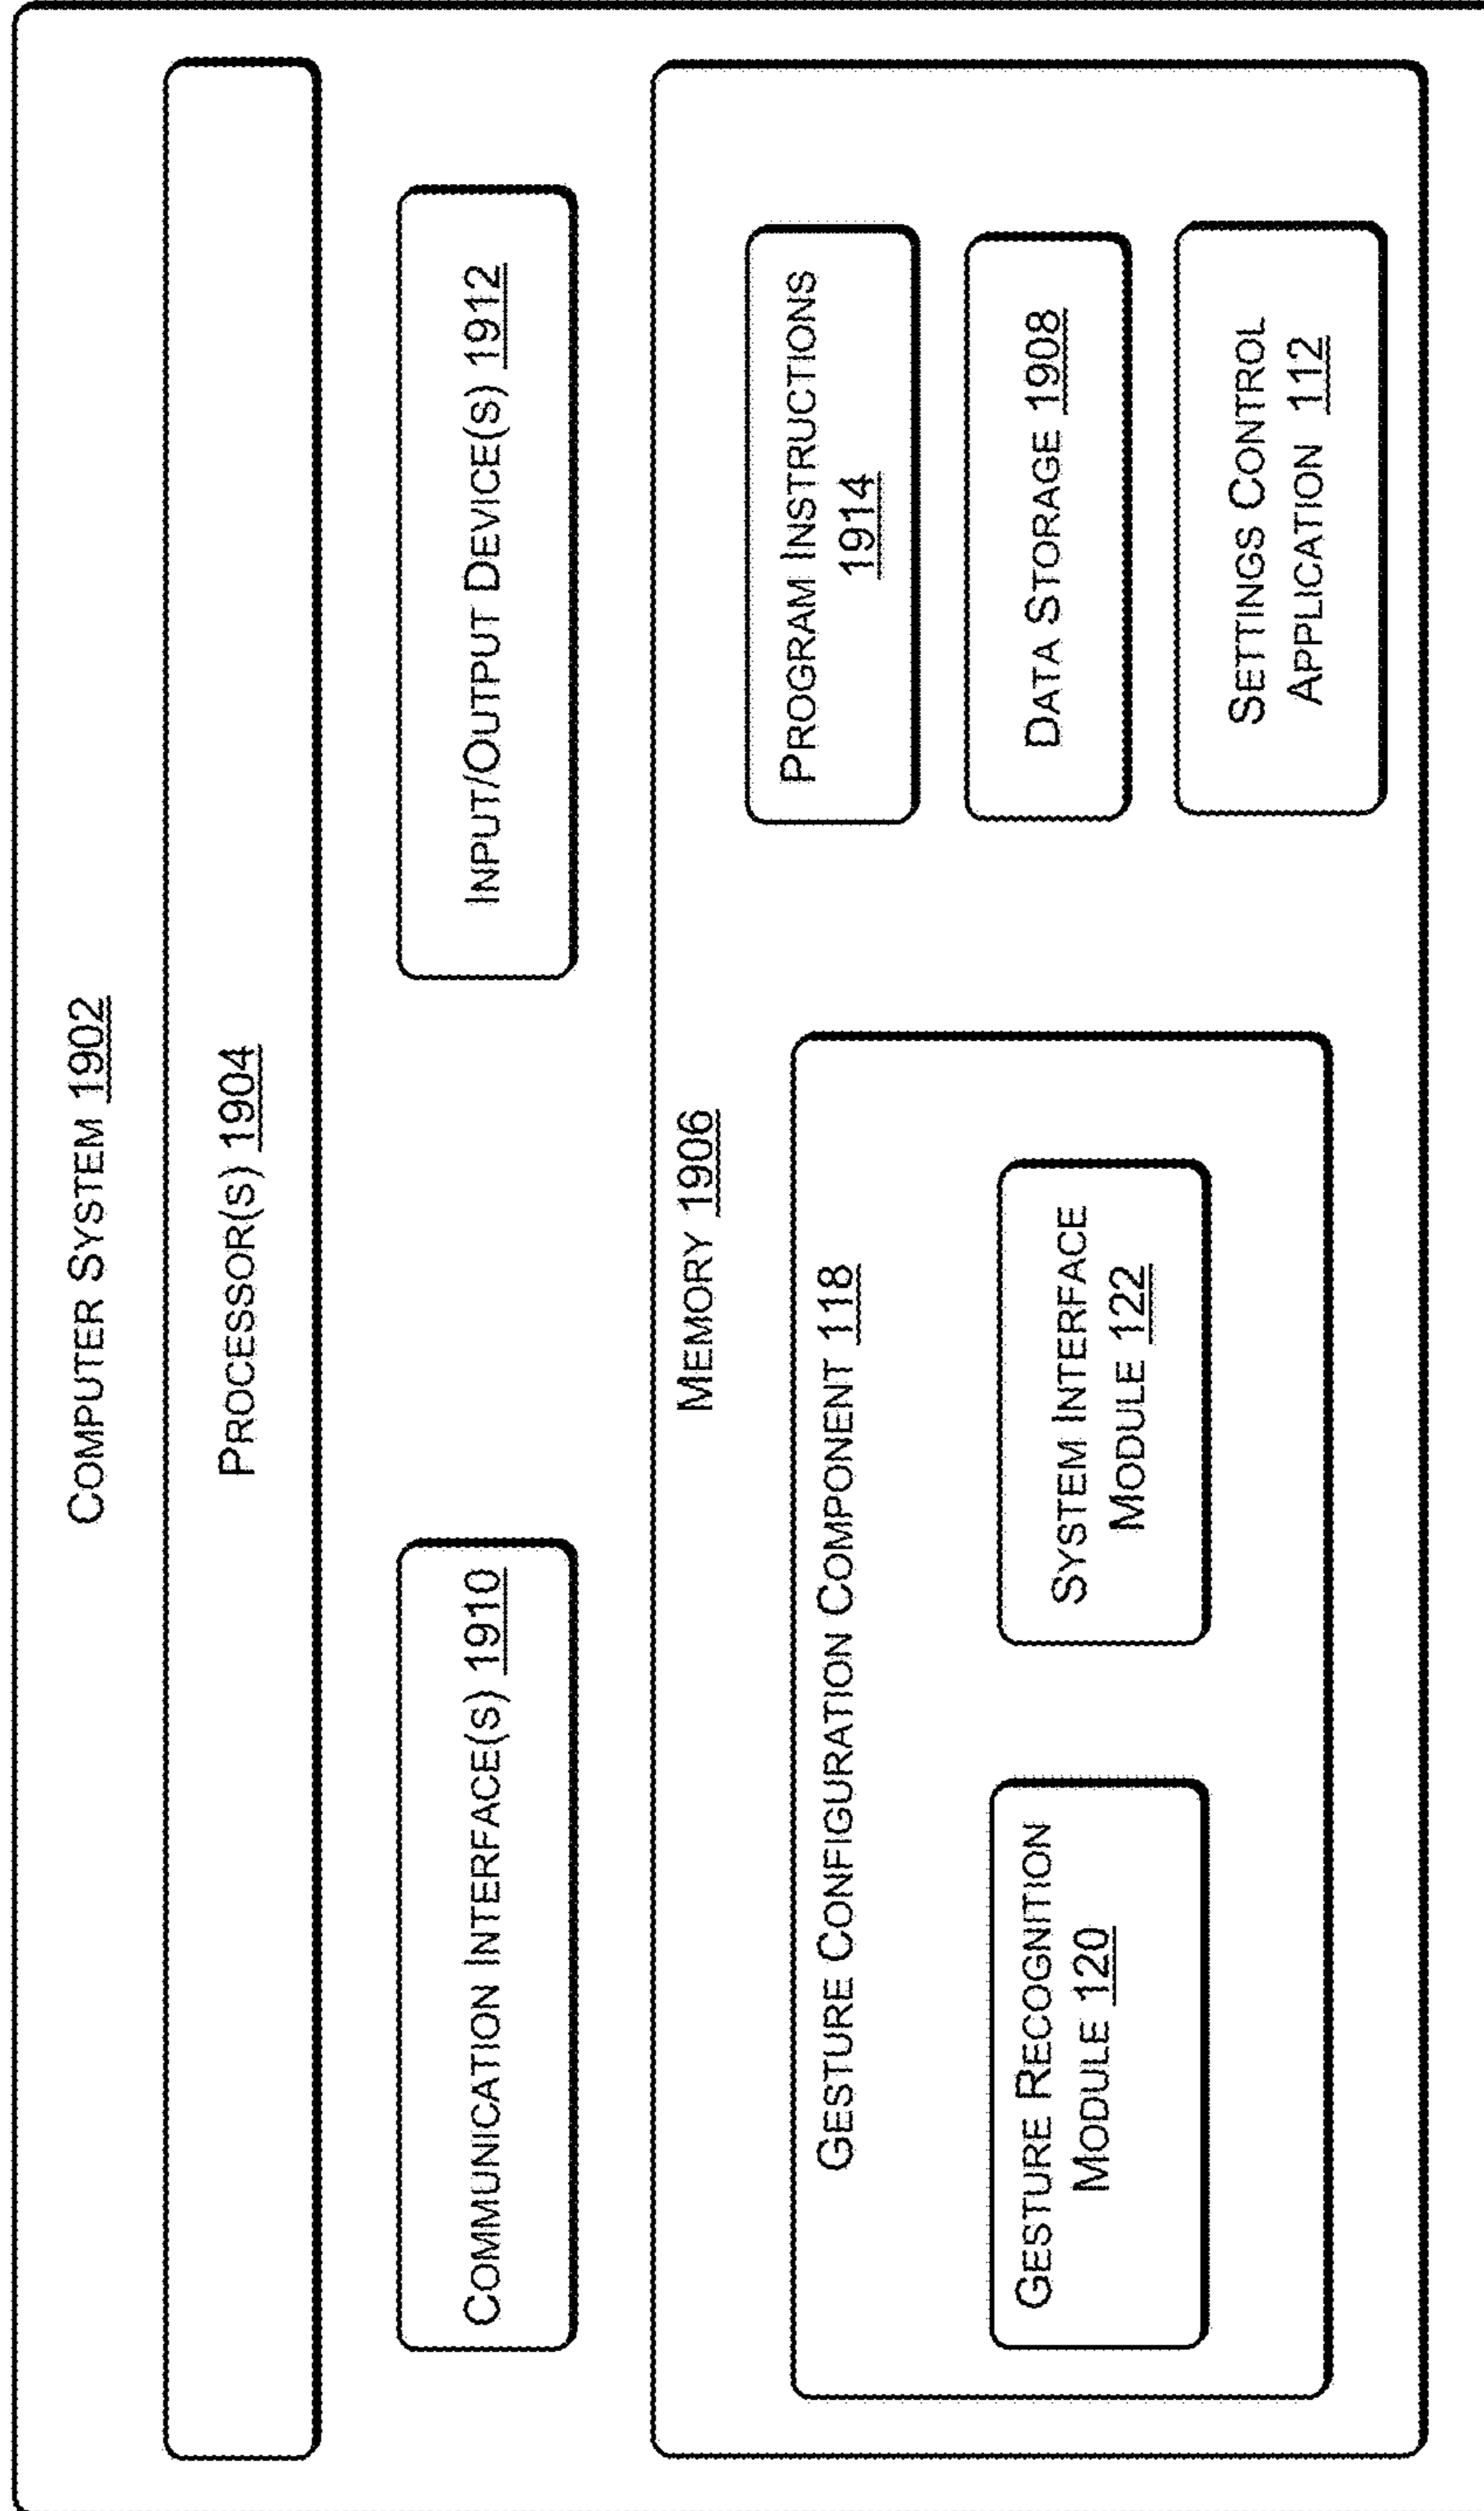 COMPUTER SYSTEM 1902
PROCESSOR(S) 1904
COMMUNICATION INTERFACE(S) 1910
INPUT/OUTPUT DEVICE(S) 1912
MEMORY 1906
GESTURE CONFIGURATION COMPONENT 118
GESTURE RECOGNITION
MODULE 120
SYSTEM INTERFACE
MODULE 122
PROGRAM INSTRUCTIONS
1914
DATA STORAGE 1908
SETTINGS CONTROL
APPLICATION 112